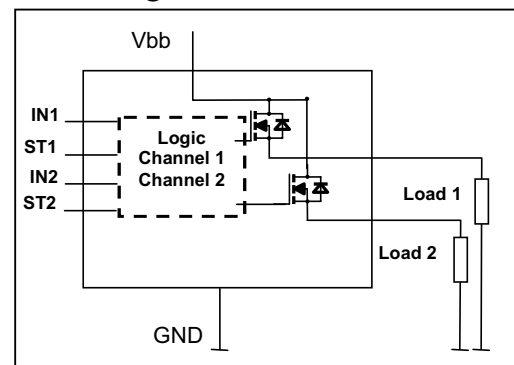 Vbb
IN1
ST1
IN2
ST2
Logic
Channel 1
Channel 2
Load 1
Load 2
GND